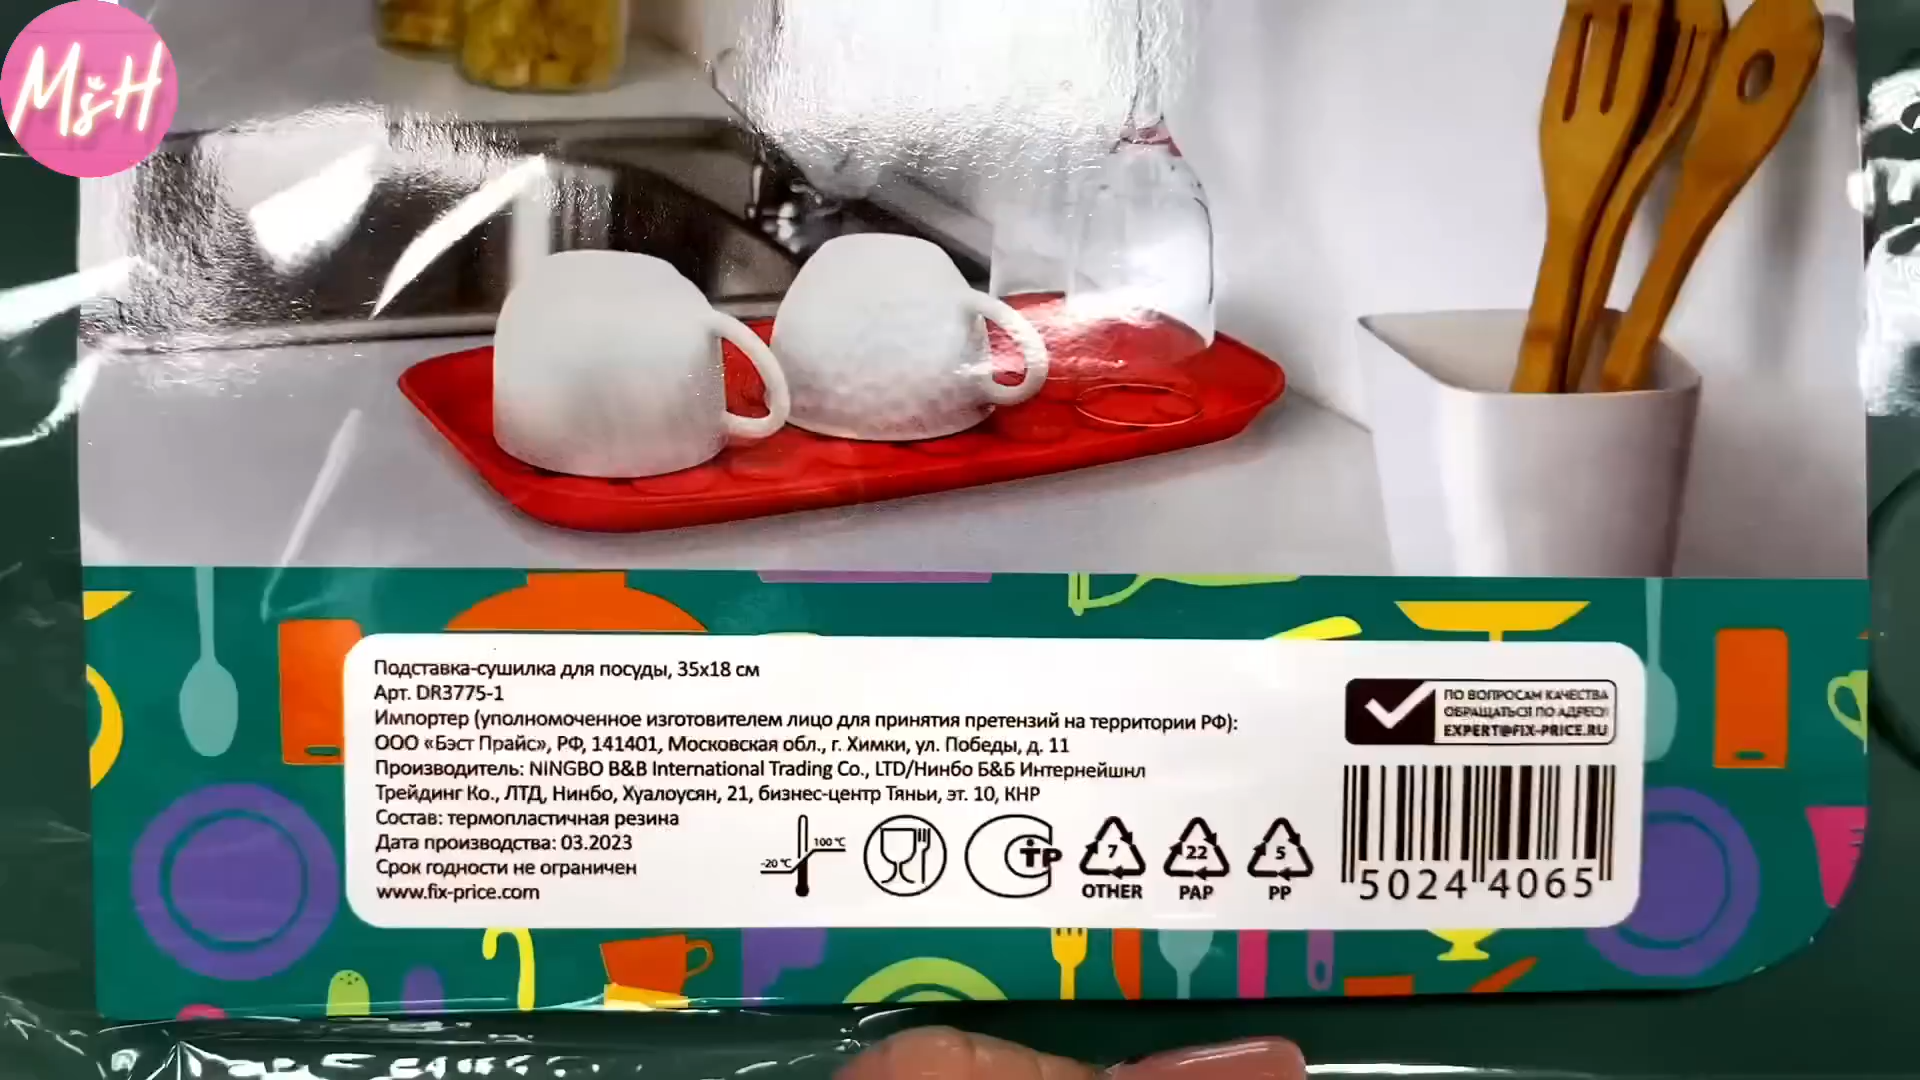 MšH
Подставка-сушилка для посуды, 35x18 см
Арт. DR3775-1
Импортер (уполномоченное изготовителем лицо для принятия претензий на территории РФ):
ООО «Бэст Прайс», РФ, 141401, Московская обл., г. Химки, ул. Победы, д. 11
Производитель: NINGBO B&B International Trading Co., LTD/Нинбо Б&Б Интернейшнл
Трейдинг Ко., ЛТД, Нинбо, Хуалоусян, 21, бизнес-центр Тяньи, эт. 10, КНР
Состав: термопластичная резина
Дата производства: 03.2023
Срок годности не ограничен
www.fix-price.com
-20 °C
100 °C
TP
7
OTHER
22
PAP
5
PP
ПО ВОПРОСАМ КАЧЕСТВА
ОБРАЩАТЬСЯ ПО АДРЕСУ:
EXPERT@FIX-PRICE.RU
5024 4065